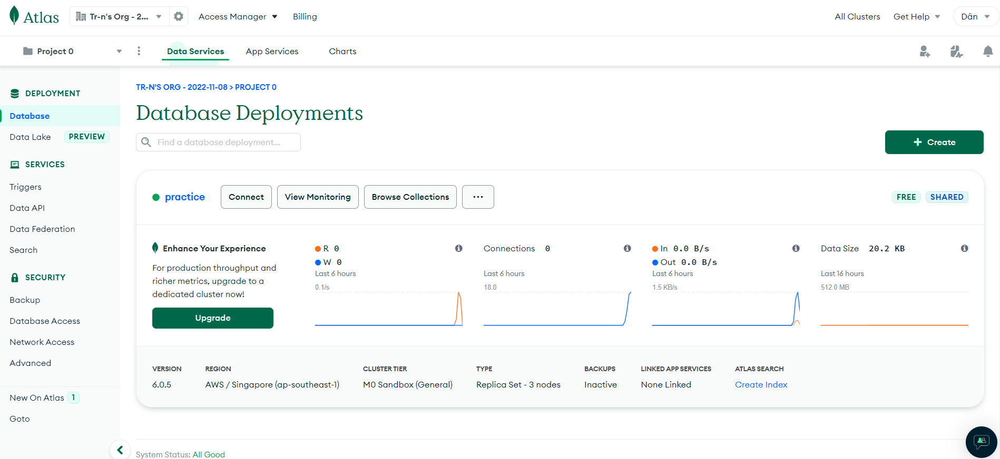 Atlas
Tr-n's Org - 2...
Access Manager
Billing
All Clusters
Get Help
Dân
Project 0
Data Services
App Services
Charts
DEPLOYMENT
Database
Data Lake PREVIEW
SERVICES
Triggers
Data API
Data Federation
Search
SECURITY
Backup
Database Access
Network Access
Advanced
New On Atlas 1
Goto
TR-N'S ORG - 2022-11-08 > PROJECT 0
Database Deployments
Find a database deployment...
+ Create
practice
Connect
View Monitoring
Browse Collections
...
FREE
SHARED
Enhance Your Experience
For production throughput and
richer metrics, upgrade to a
dedicated cluster now!
Upgrade
R 0
W 0
Last 6 hours
0.1/s
Connections 0
Last 6 hours
18.0
In 0.0 B/s
Out 0.0 B/s
Last 6 hours
1.5 KB/s
Data Size 20.2 KB
Last 16 hours
512.0 MB
VERSION
6.0.5
REGION
AWS / Singapore (ap-southeast-1)
CLUSTER TIER
M0 Sandbox (General)
TYPE
Replica Set - 3 nodes
BACKUPS
Inactive
LINKED APP SERVICES
None Linked
ATLAS SEARCH
Create Index
System Status: All Good